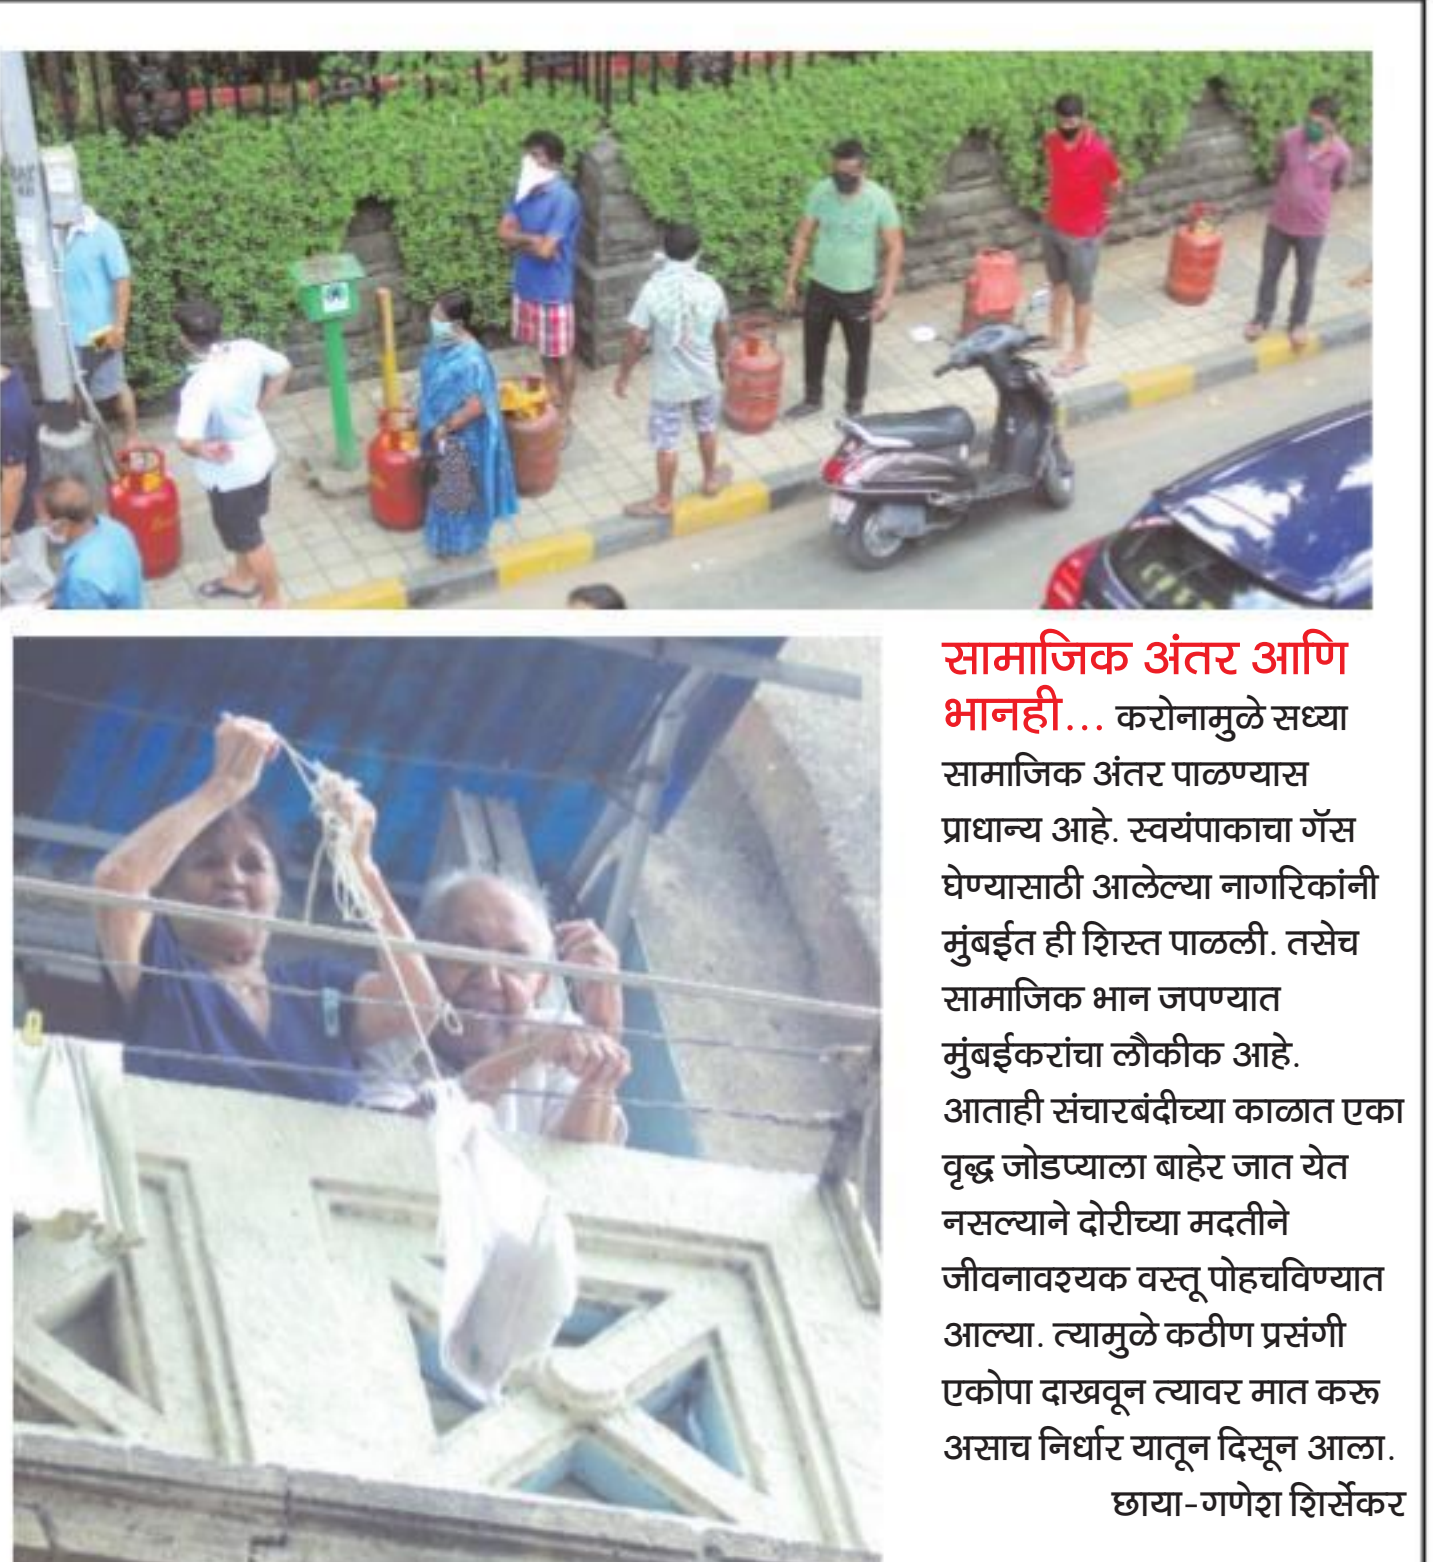 सामाजिक अंतर आणि
भानही... करोनामुळे सध्या
सामाजिक अंतर पाळण्यास
प्राधान्य आहे. स्वयंपाकाचा गॅस
घेण्यासाठी आलेल्या नागरिकांनी
मुंबईत ही शिस्त पाळली. तसेच
सामाजिक भान जपण्यात
मुंबईकरांचा लौकीक आहे.
आताही संचारबंदीच्या काळात एका
वृद्ध जोडप्याला बाहेर जात येत
नसल्याने दोरीच्या मदतीने
जीवनावश्यक वस्तू पोहचविण्यात
आल्या. त्यामुळे कठीण प्रसंगी
एकोपा दाखवून त्यावर मात करू
असाच निर्धार यातून दिसून आला.
छाया-गणेश शिर्सेकर